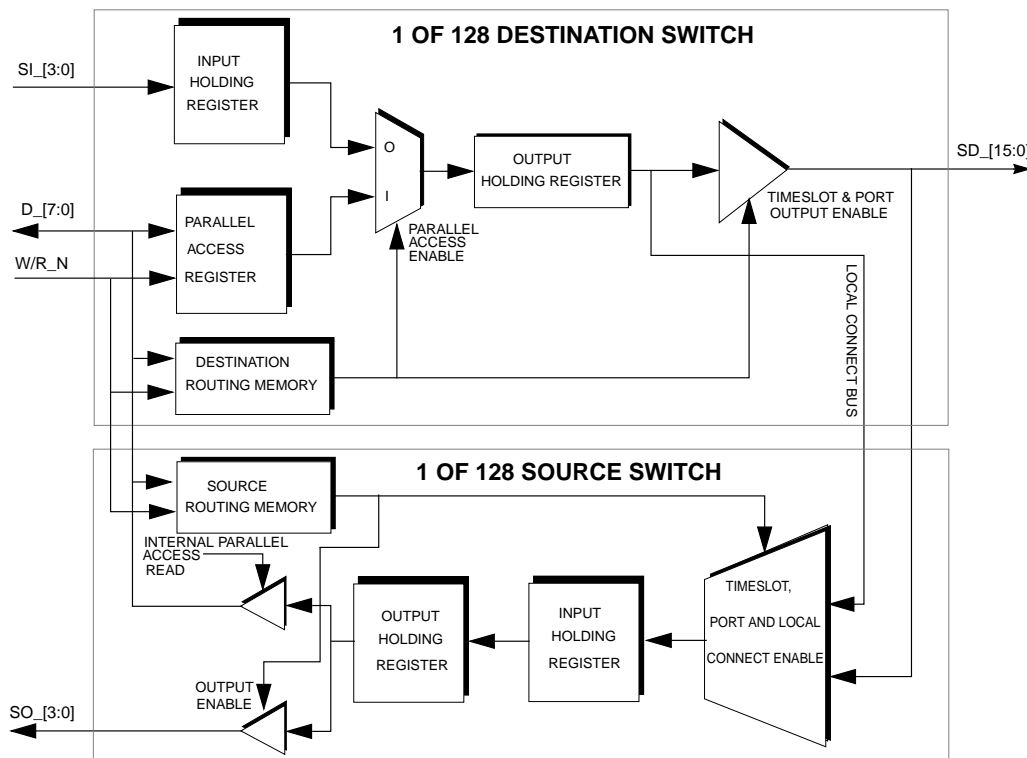 1 OF 128 DESTINATION SWITCH
SI_[3:0]
INPUT
HOLDING
REGISTER
O
I
OUTPUT
HOLDING REGISTER
SD_[15:0]
TIMESLOT & PORT
OUTPUT ENABLE
D_[7:0]
W/R_N
PARALLEL
ACCESS
REGISTER
PARALLEL
ACCESS
ENABLE
LOCAL CONNECT BUS
DESTINATION
ROUTING MEMORY
1 OF 128 SOURCE SWITCH
SOURCE
ROUTING MEMORY
INTERNAL PARALLEL
ACCESS
READ
OUTPUT
HOLDING
REGISTER
INPUT
HOLDING
REGISTER
TIMESLOT,
PORT AND LOCAL
CONNECT ENABLE
OUTPUT
ENABLE
SO_[3:0]